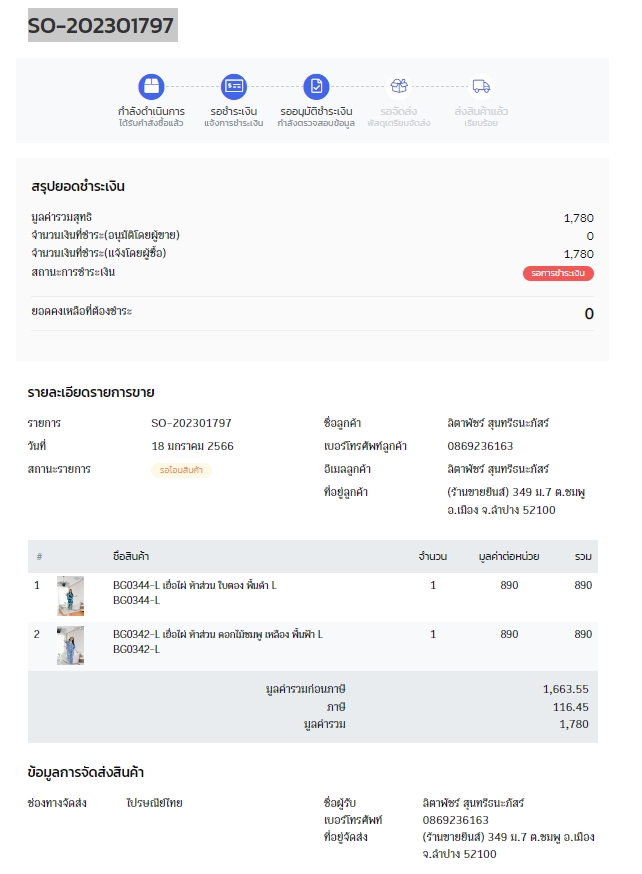 SO-202301797
กำลังดำเนินการ รอชำระเงิน รออนุมัติชำระเงิน รอจัดส่ง ส่งสินค้าแล้ว
ได้รับคำสั่งซื้อแล้ว แจ้งการชำระเงิน กำลังตรวจสอบข้อมูล พัสดุเตรียมจัดส่ง เรียบร้อย
สรุปยอดชำระเงิน
มูลค่ารวมสุทธิ 1,780
จำนวนเงินที่ชำระ(อนุมัติโดยผู้ขาย) 0
จำนวนเงินที่ชำระ(แจ้งโดยผู้ซื้อ) 1,780
สถานะการชำระเงิน รอการชำระเงิน
ยอดคงเหลือที่ต้องชำระ 0
รายละเอียดรายการขาย
รายการ SO-202301797 ชื่อลูกค้า ลิตาพัชร์ สุนทรีธนะภัสร์
วันที่ 18 มกราคม 2566 เบอร์โทรศัพท์ลูกค้า 0869236163
สถานะรายการ รอโอนสินค้า อีเมลลูกค้า ลิตาพัชร์ สุนทรีธนะภัสร์
ที่อยู่ลูกค้า (ร้านขายยีนส์) 349 ม.7 ต.ชมพู
อ.เมือง จ.ลำปาง 52100
# ชื่อสินค้า จำนวน มูลค่าต่อหน่วย รวม
1 BG0344-L เยื่อไผ่ ห้าส่วน ใบตอง พื้นดำ L 1 890 890
BG0344-L
2 BG0342-L เยื่อไผ่ ห้าส่วน ดอกไม้ชมพู เหลือง พื้นฟ้า L 1 890 890
BG0342-L
มูลค่ารวมก่อนภาษี 1,663.55
ภาษี 116.45
มูลค่ารวม 1,780
ข้อมูลการจัดส่งสินค้า
ช่องทางจัดส่ง ไปรษณีย์ไทย ชื่อผู้รับ ลิตาพัชร์ สุนทรีธนะภัสร์
เบอร์โทรศัพท์ 0869236163
ที่อยู่จัดส่ง (ร้านขายยีนส์) 349 ม.7 ต.ชมพู อ.เมือง
จ.ลำปาง 52100